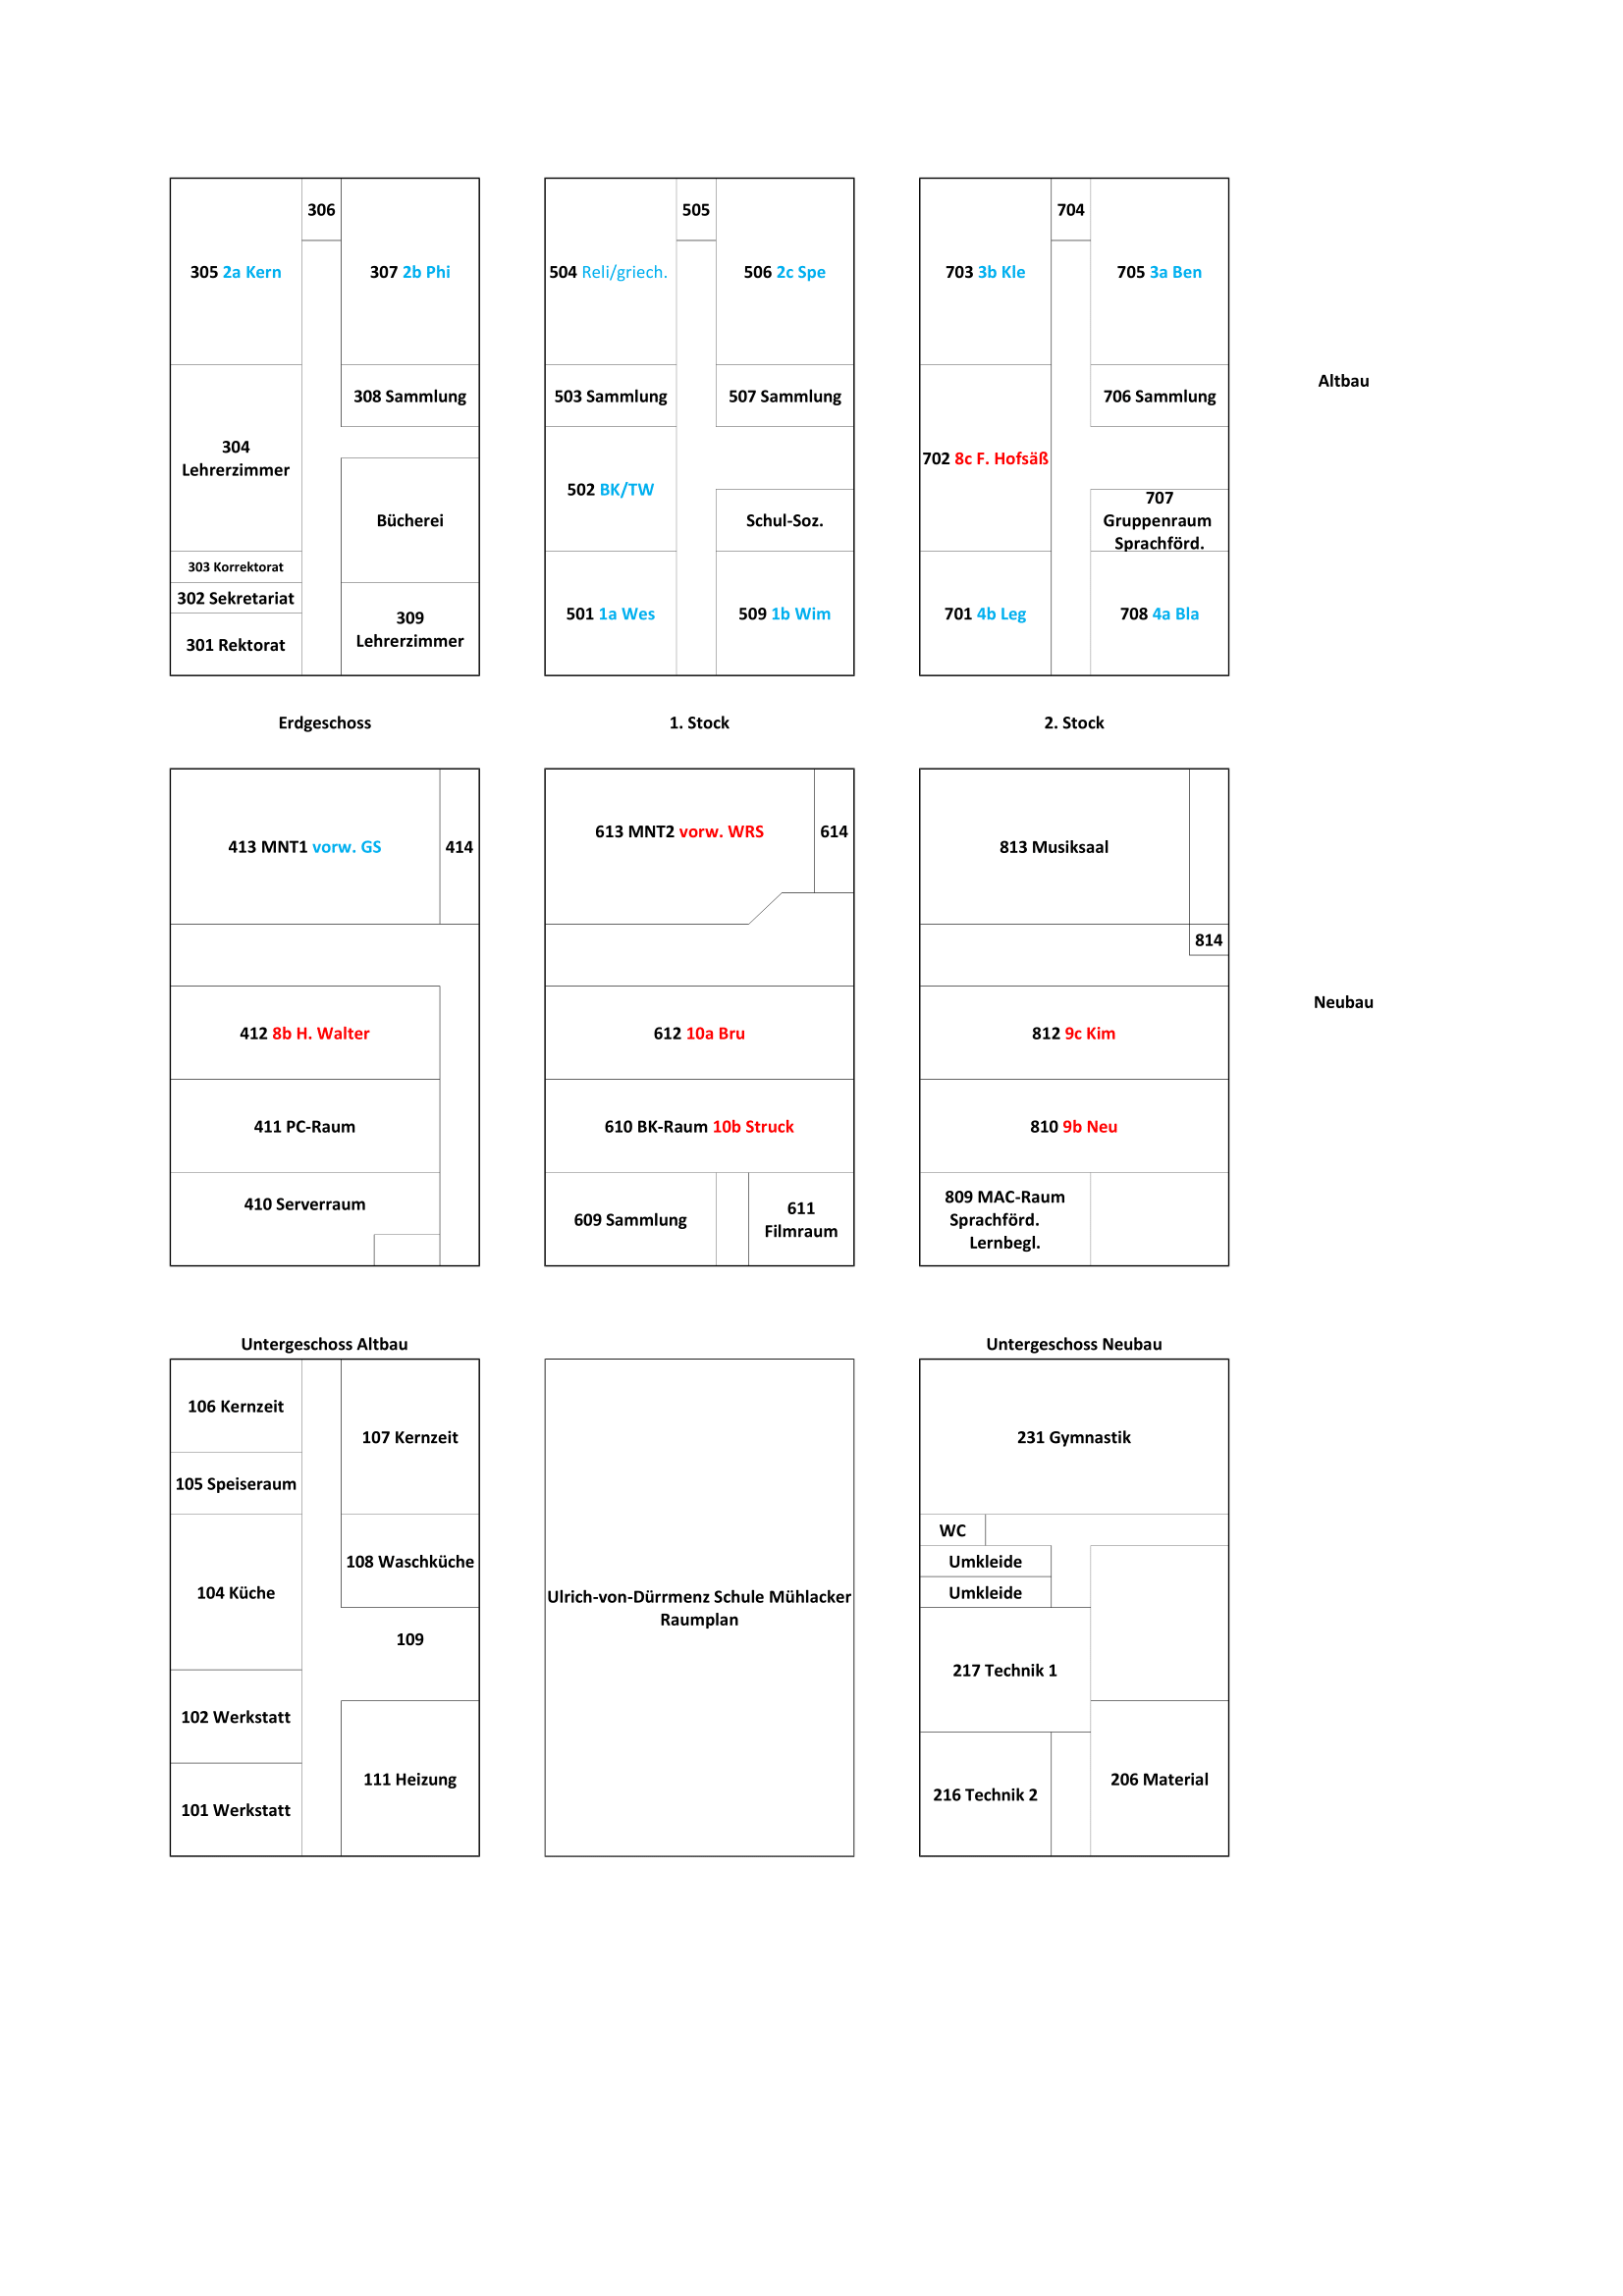 306
505
704
305 2a Kern
307 2b Phi
504 Reli/griech.
506 2c Spe
703 3b Kle
705 3a Ben
Altbau
308 Sammlung
503 Sammlung
507 Sammlung
706 Sammlung
304
Lehrerzimmer
702 8c F. Hofsäß
502 BK/TW
707
Gruppenraum
Sprachförd.
Bücherei
Schul-Soz.
303 Korrektorat
302 Sekretariat
301 Rektorat
309
Lehrerzimmer
501 1a Wes
509 1b Wim
701 4b Leg
708 4a Bla
Erdgeschoss
1. Stock
2. Stock
413 MNT1 vorw. GS
414
613 MNT2 vorw. WRS
614
813 Musiksaal
814
Neubau
412 8b H. Walter
612 10a Bru
812 9c Kim
411 PC-Raum
610 BK-Raum 10b Struck
810 9b Neu
410 Serverraum
609 Sammlung
611
Filmraum
809 MAC-Raum
Sprachförd.
Lernbegl.
Untergeschoss Altbau
Untergeschoss Neubau
106 Kernzeit
107 Kernzeit
105 Speiseraum
108 Waschküche
104 Küche
109
102 Werkstatt
111 Heizung
101 Werkstatt
Ulrich-von-Dürrmenz Schule Mühlacker
Raumplan
231 Gymnastik
WC
Umkleide
Umkleide
217 Technik 1
216 Technik 2
206 Material